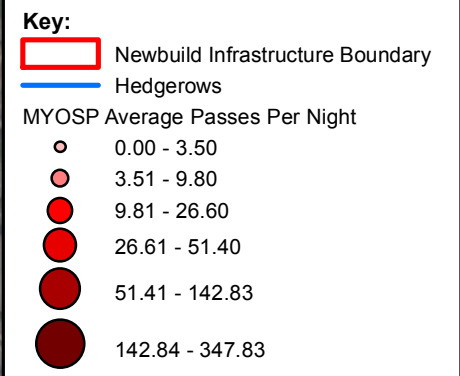 Key:
Newbuild Infrastructure Boundary
Hedgerows
MYOSP Average Passes Per Night
0.00 - 3.50
3.51 - 9.80
9.81 - 26.60
26.61 - 51.40
51.41 - 142.83
142.84 - 347.83